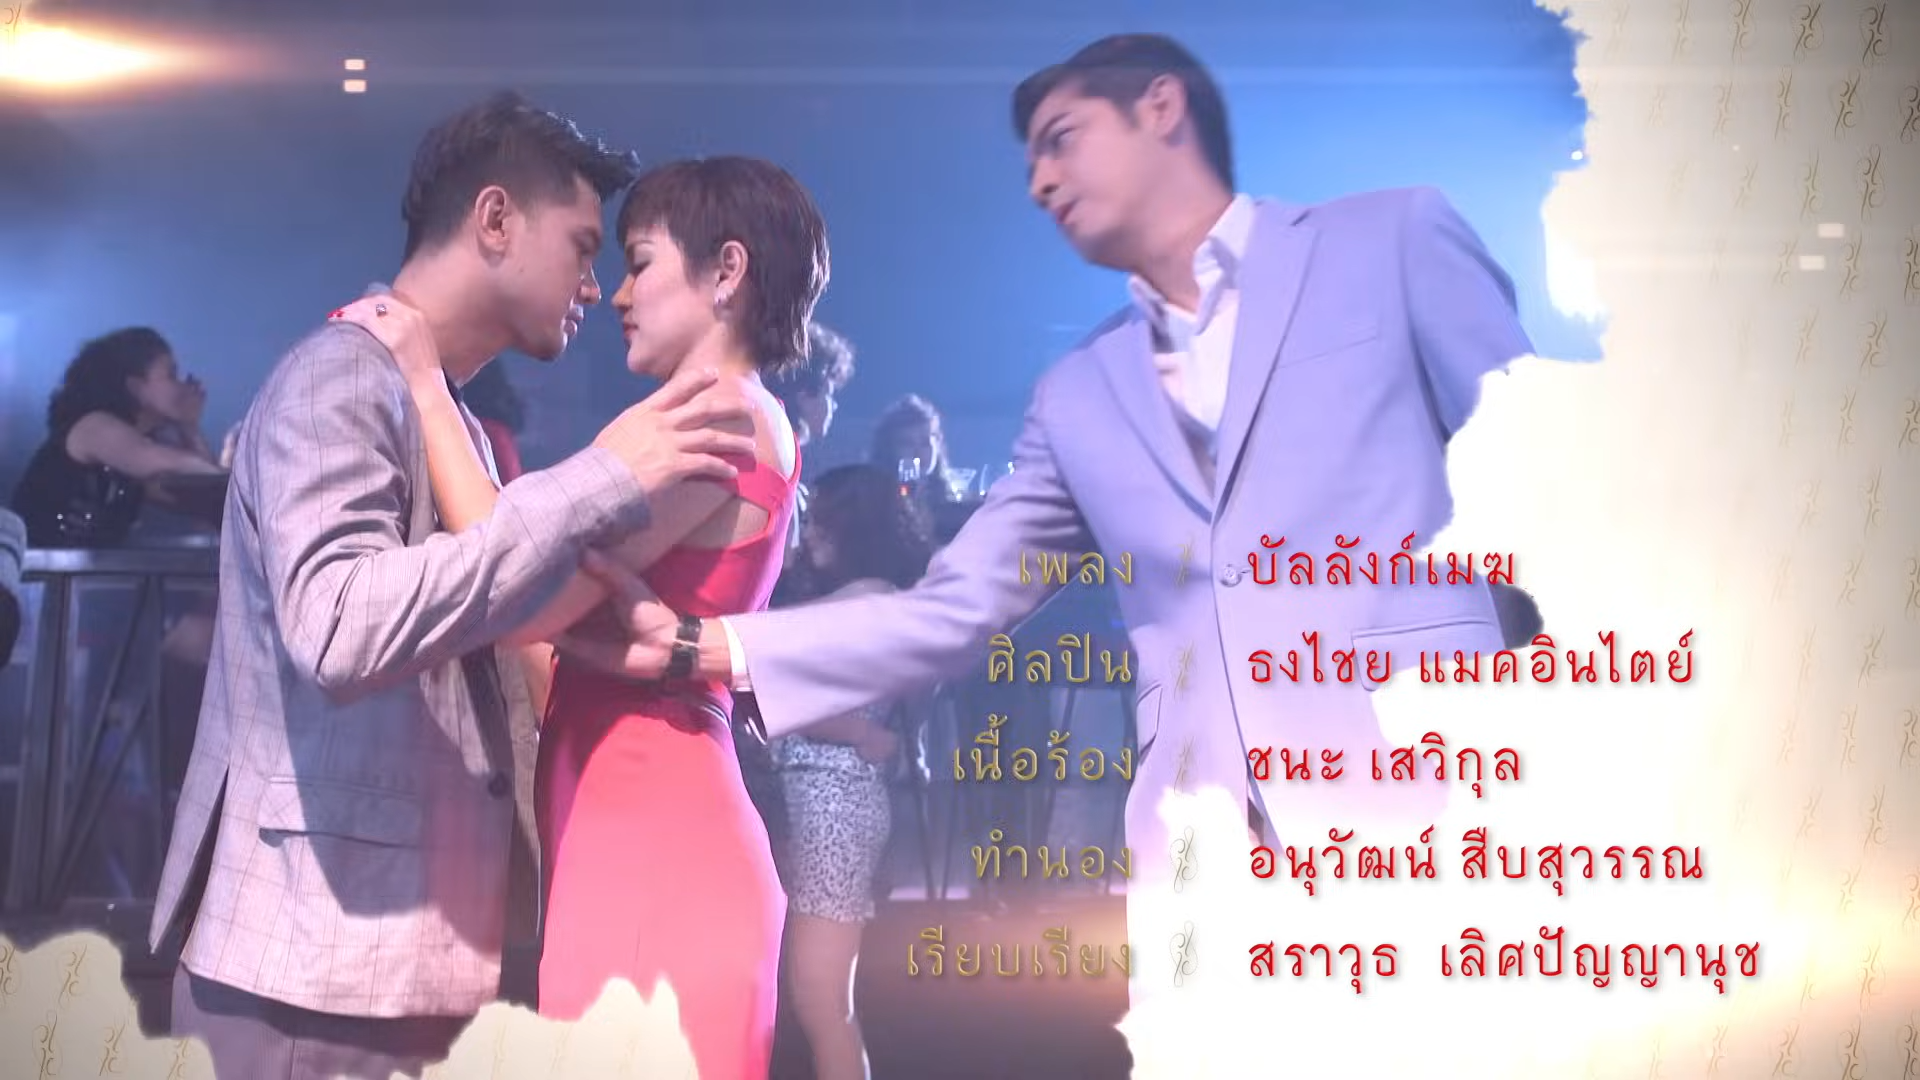 เพลง บัลลังก์เมฆ
ศิลปิน ธงไชย แมคอินไตย์
เนื้อร้อง ชนะ เสวิกุล
ทำนอง อนุวัฒน์ สืบสุวรรณ
เรียบเรียง สราวุธ เลิศปัญญานุช